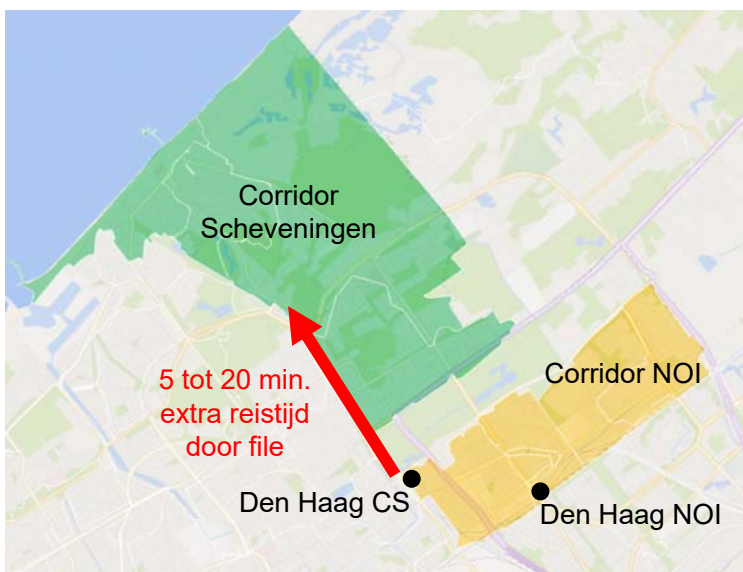 Corridor
Scheveningen
Corridor NOI
5 tot 20 min.
extra reistijd
door file
Den Haag CS
Den Haag NOI